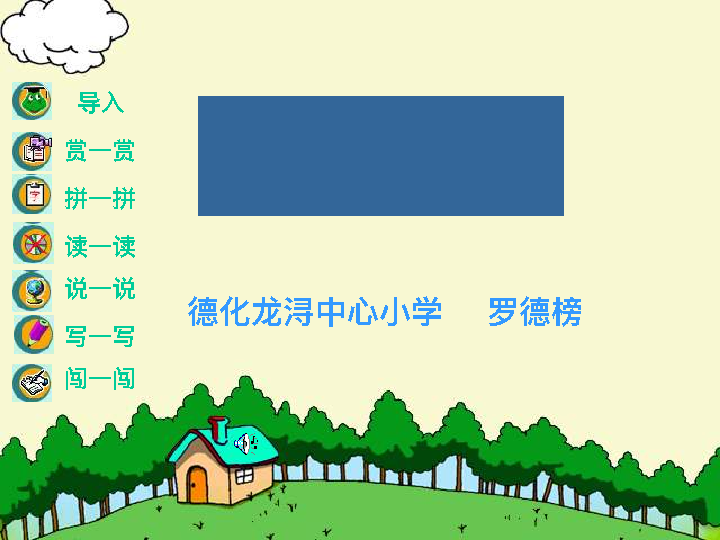 导入
赏一赏
拼一拼
读一读
说一说
写一写
闯一闯
德化龙浔中心小学 罗德榜